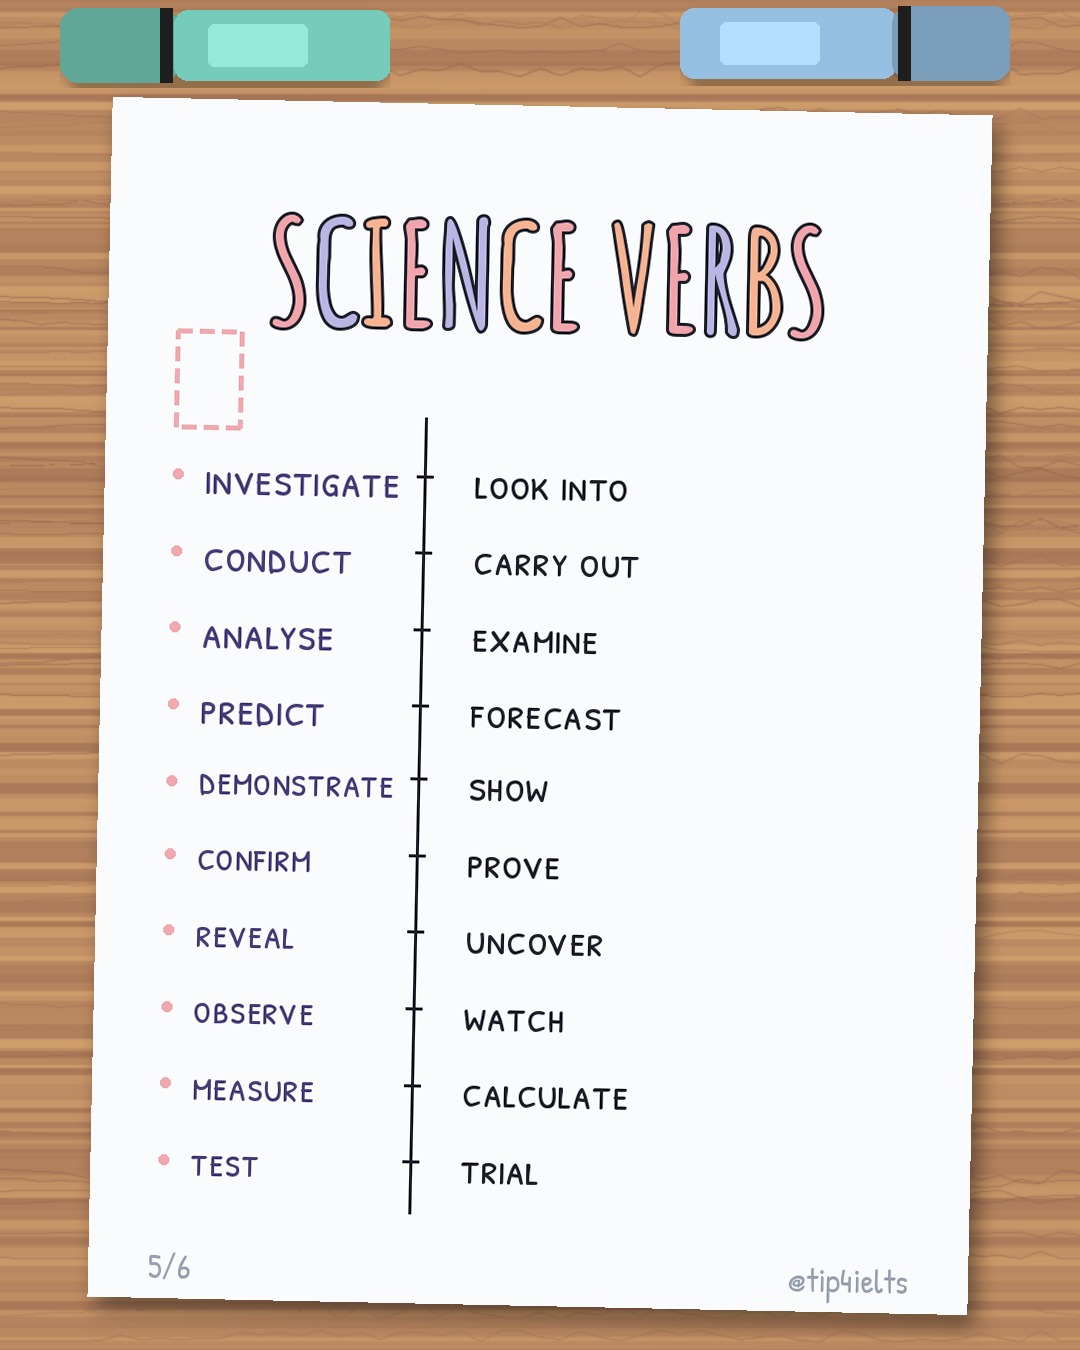 SCIENCE VERBS
INVESTIGATE LOOK INTO
CONDUCT CARRY OUT
ANALYSE EXAMINE
PREDICT FORECAST
DEMONSTRATE SHOW
CONFIRM PROVE
REVEAL UNCOVER
OBSERVE WATCH
MEASURE CALCULATE
TEST TRIAL
5/6
@tip4ielts